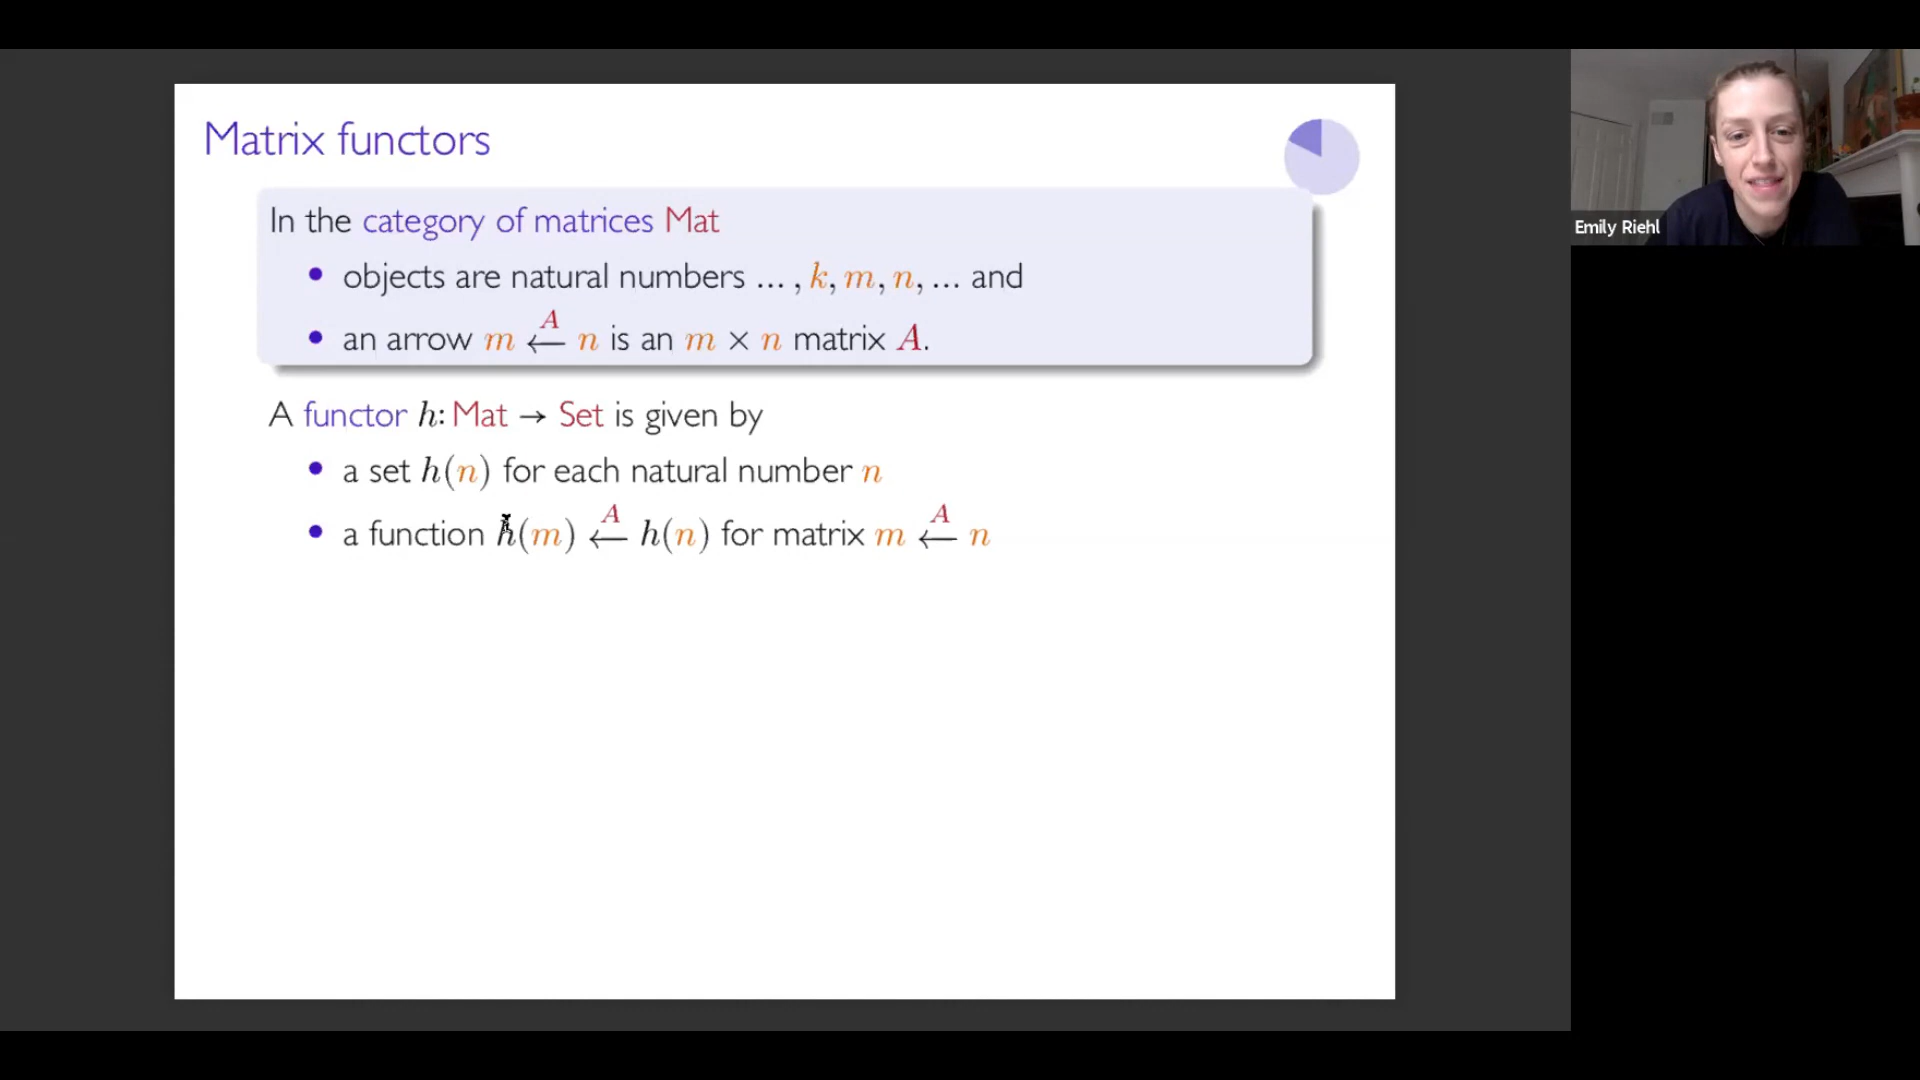 Matrix functors
In the category of matrices Mat
• objects are natural numbers … , k, m, n, … and
• an arrow m ←A n is an m × n matrix A.
A functor h: Mat → Set is given by
• a set h(n) for each natural number n
• a function h(m) ←A h(n) for matrix m ←A n
Emily Riehl